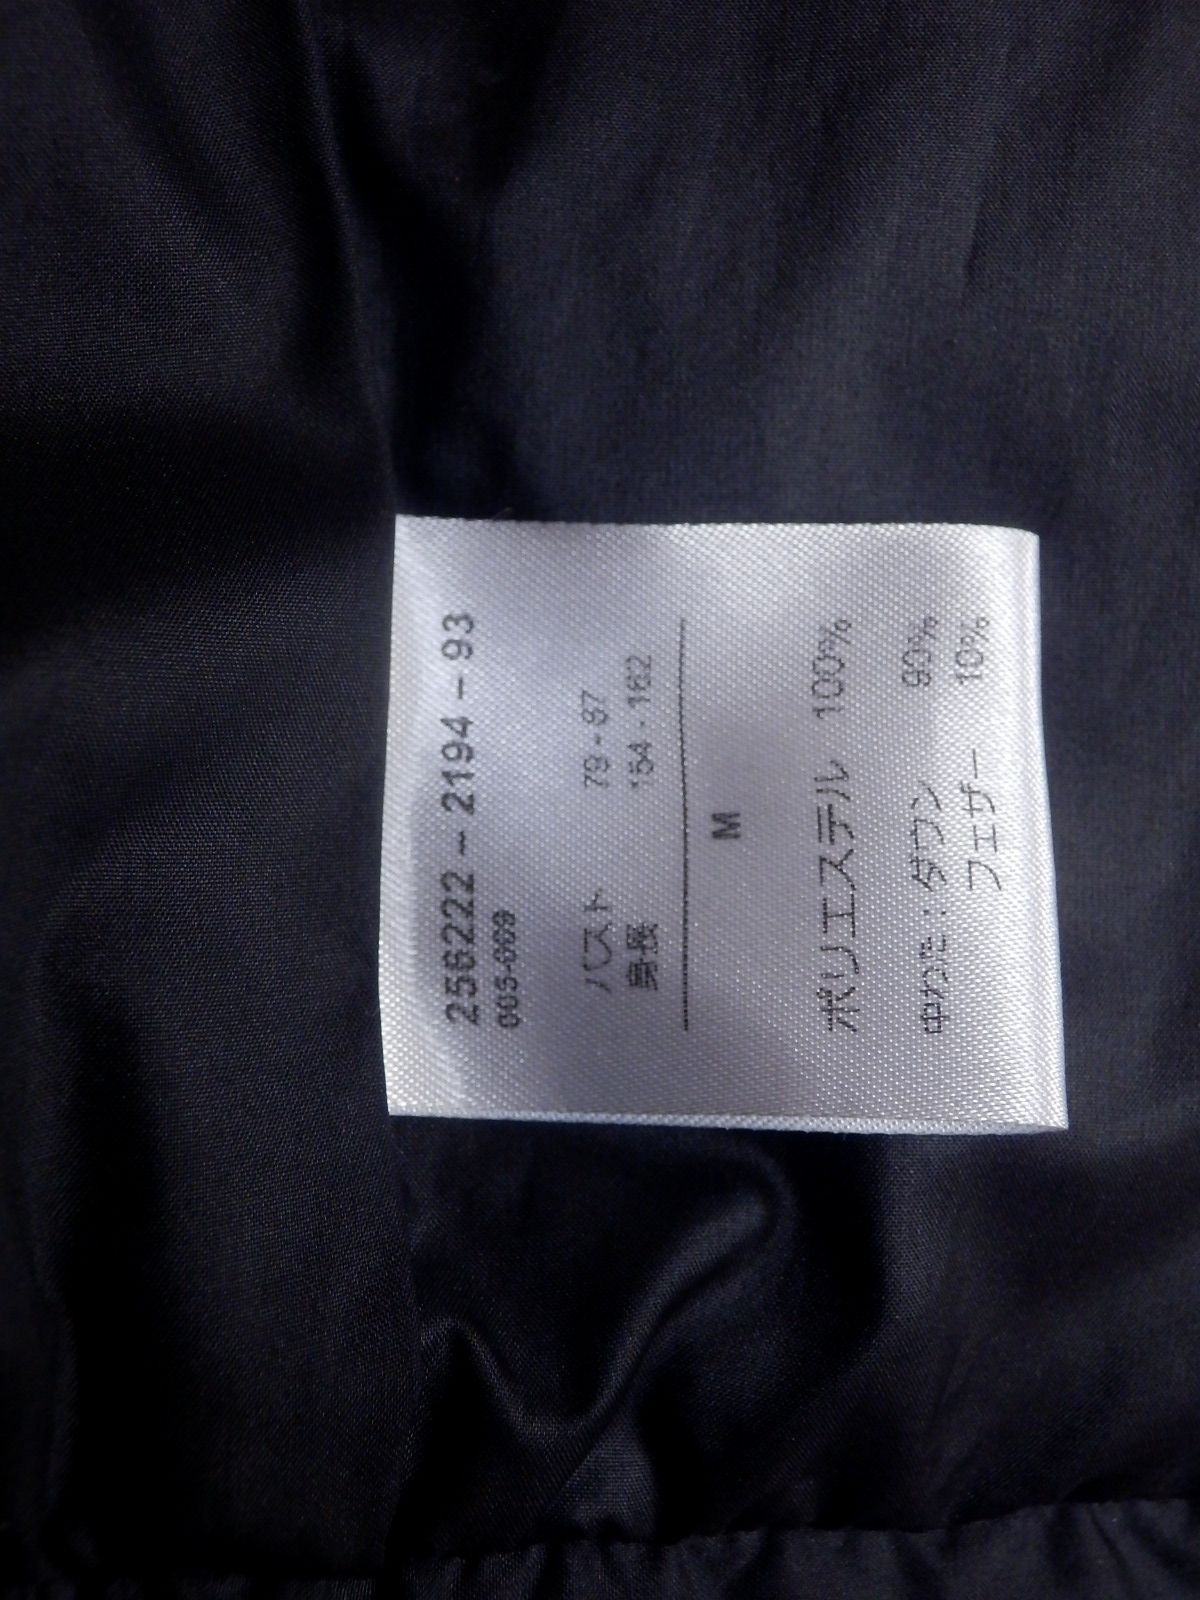 256222-2194-93
005-669
バスト 79-87
身長 154-162
M
ポリエステル 100%
中わた:ダウン 90%
フェザー 10%